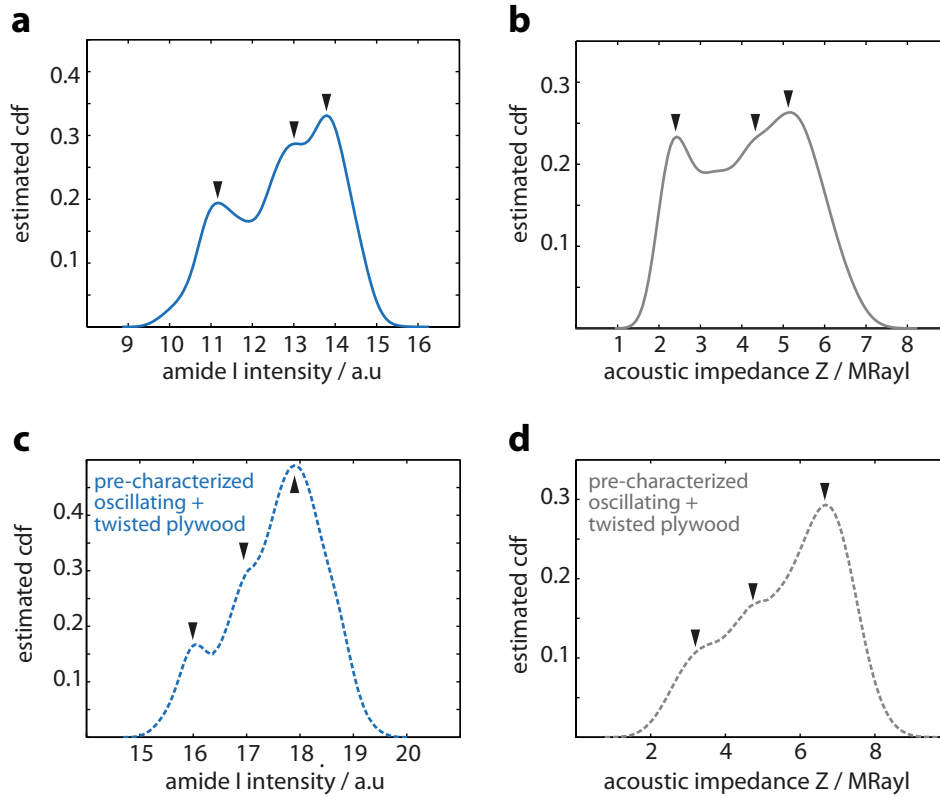 a
estimated cdf
0.4
0.3
0.2
0.1
9 10 11 12 13 14 15 16
amide I intensity / a.u
b
estimated cdf
0.3
0.2
0.1
1 2 3 4 5 6 7 8
acoustic impedance Z / MRayl
c
pre-characterized
oscillating +
twisted plywood
estimated cdf
0.4
0.3
0.2
0.1
15 16 17 18 19 20
amide I intensity / a.u
d
pre-characterized
oscillating +
twisted plywood
estimated cdf
0.3
0.2
0.1
2 4 6 8
acoustic impedance Z / MRayl